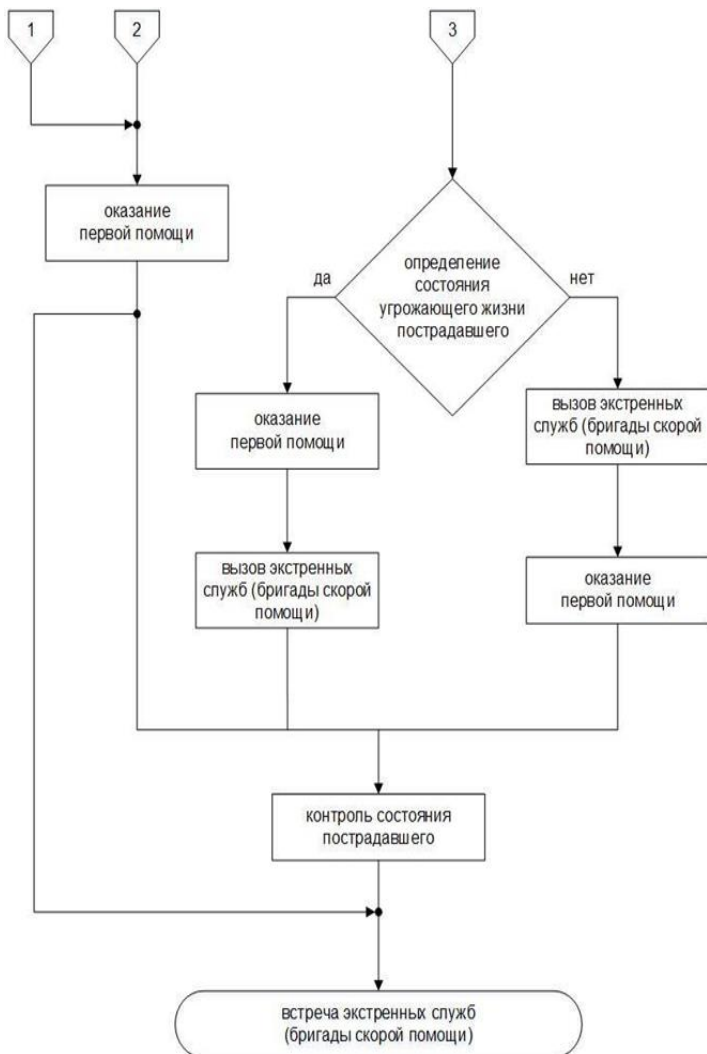 1
2
3
оказание
первой помощи
определение
состояния
угрожающего жизни
пострадавшего
да
нет
оказание
первой помощи
вызов экстренных
служб (бригады скорой
помощи)
вызов экстренных
служб (бригады скорой
помощи)
оказание
первой помощи
контроль состояния
пострадавшего
встреча экстренных служб
(бригады скорой помощи)